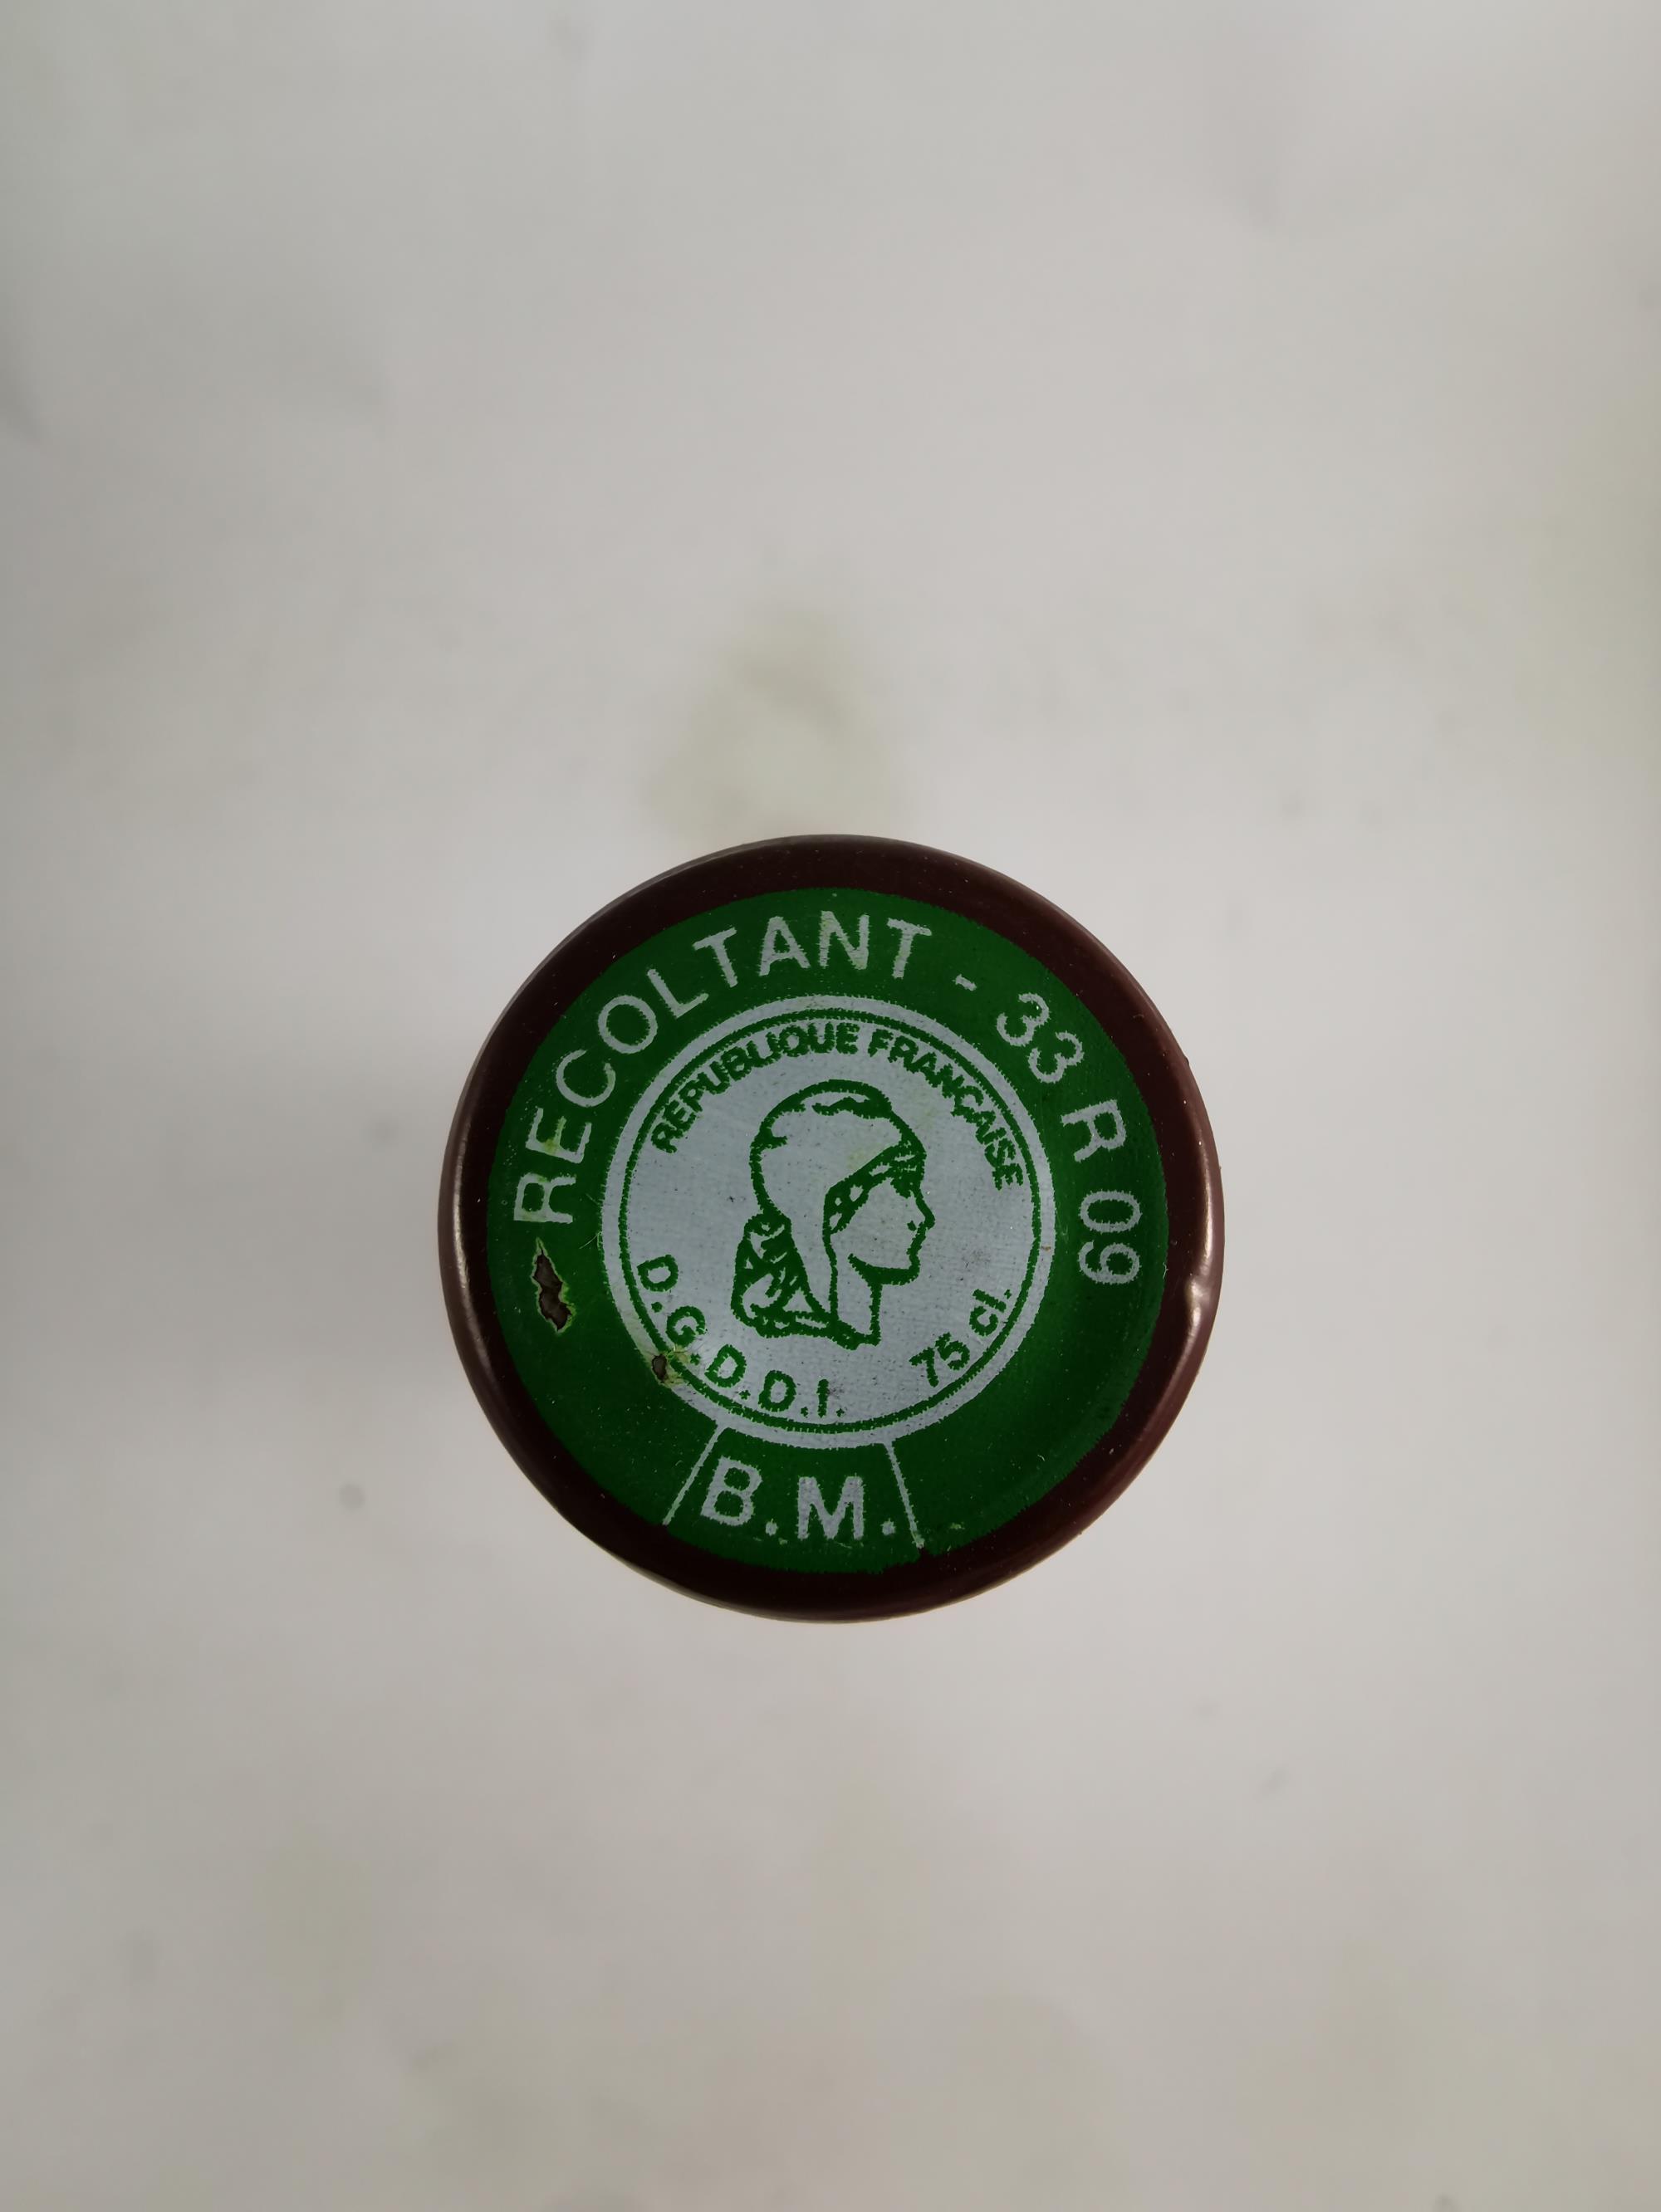 RECOLTANT - 33 R 09
RÉPUBLIQUE FRANÇAISE
D.G.D.D.I. 75 cl.
B.M.